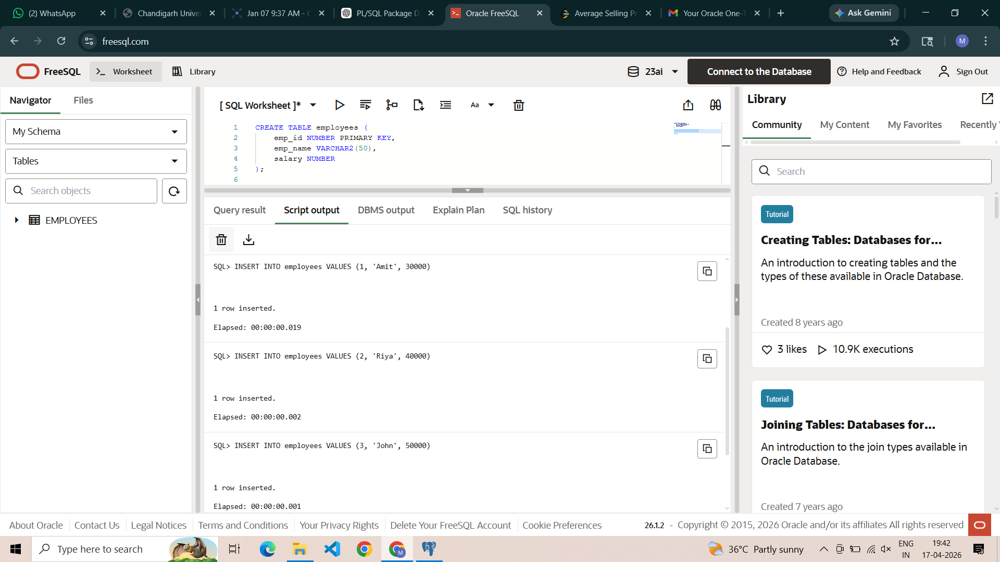 (2) WhatsApp
Chandigarh Univer
Jan 07 9:37 AM - C
PL/SQL Package D
Oracle FreeSQL
Average Selling Pr
Your Oracle One-T
Ask Gemini
freesql.com
M
FreeSQL
Worksheet
Library
23ai
Connect to the Database
Help and Feedback
Sign Out
Navigator
Files
My Schema
Tables
Search objects
EMPLOYEES
[ SQL Worksheet ]*
Aa
1 CREATE TABLE employees (
2 emp_id NUMBER PRIMARY KEY,
3 emp_name VARCHAR2(50),
4 salary NUMBER
5 );
6
Query result
Script output
DBMS output
Explain Plan
SQL history
SQL> INSERT INTO employees VALUES (1, 'Amit', 30000)
1 row inserted.
Elapsed: 00:00:00.019
SQL> INSERT INTO employees VALUES (2, 'Riya', 40000)
1 row inserted.
Elapsed: 00:00:00.002
SQL> INSERT INTO employees VALUES (3, 'John', 50000)
1 row inserted.
Elapsed: 00:00:00.001
Library
Community
My Content
My Favorites
Recently
Search
Tutorial
Creating Tables: Databases for...
An introduction to creating tables and the
types of these available in Oracle Database.
Created 8 years ago
3 likes
10.9K executions
Tutorial
Joining Tables: Databases for...
An introduction to the join types available in
Oracle Database.
Created 7 years ago
About Oracle
Contact Us
Legal Notices
Terms and Conditions
Your Privacy Rights
Delete Your FreeSQL Account
Cookie Preferences
26.1.2 - Copyright © 2015, 2026 Oracle and/or its affiliates All rights reserved
Type here to search
M
36°C Partly sunny
ENG
IN
19:42
17-04-2026